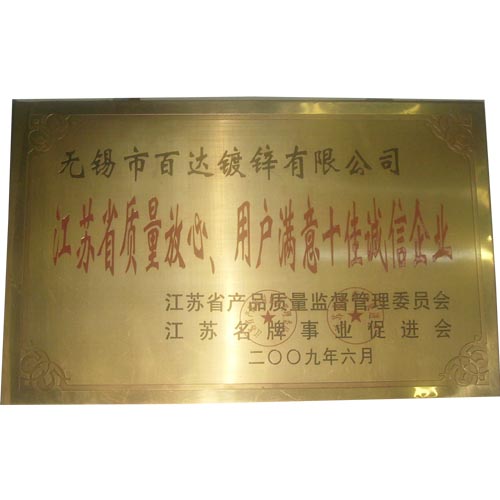 无锡市百达镀锌有限公司
江苏省质量放心、用户满意十佳诚信企业
江苏省产品质量监督管理委员会
江苏名牌事业促进会
二〇〇九年六月